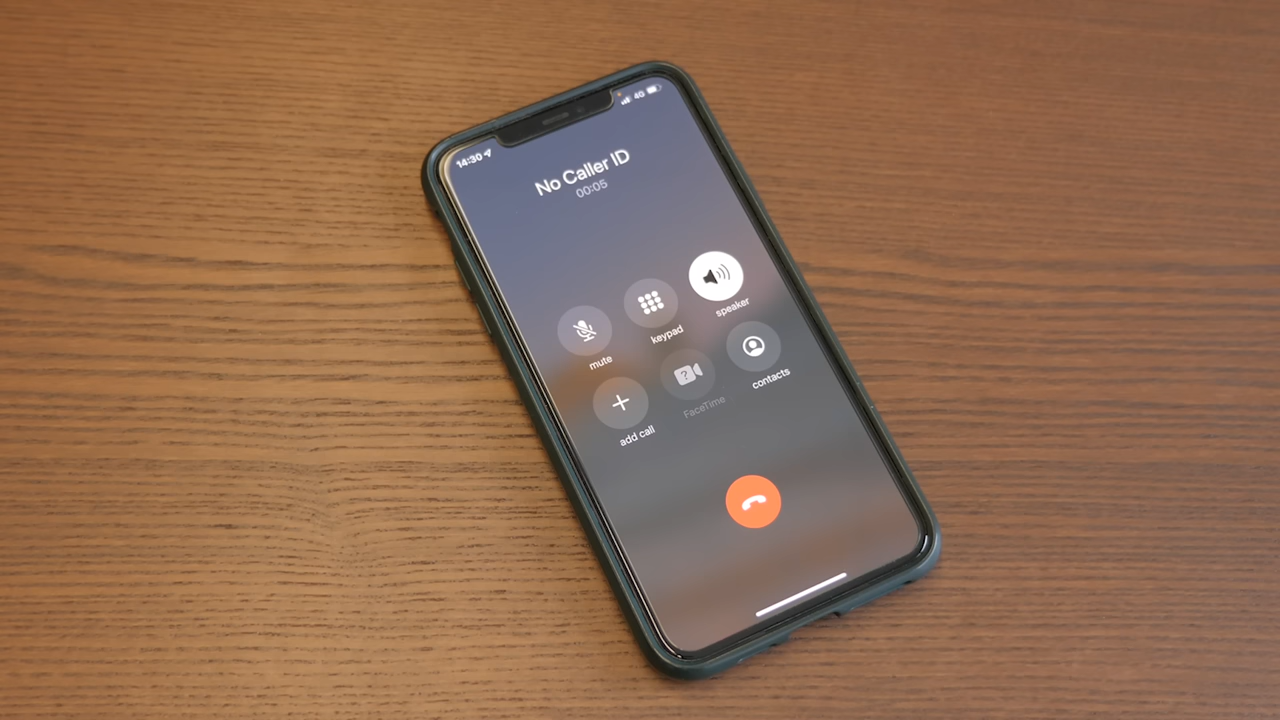 14:30
4G
No Caller ID
00:05
mute
keypad
speaker
add call
FaceTime
contacts